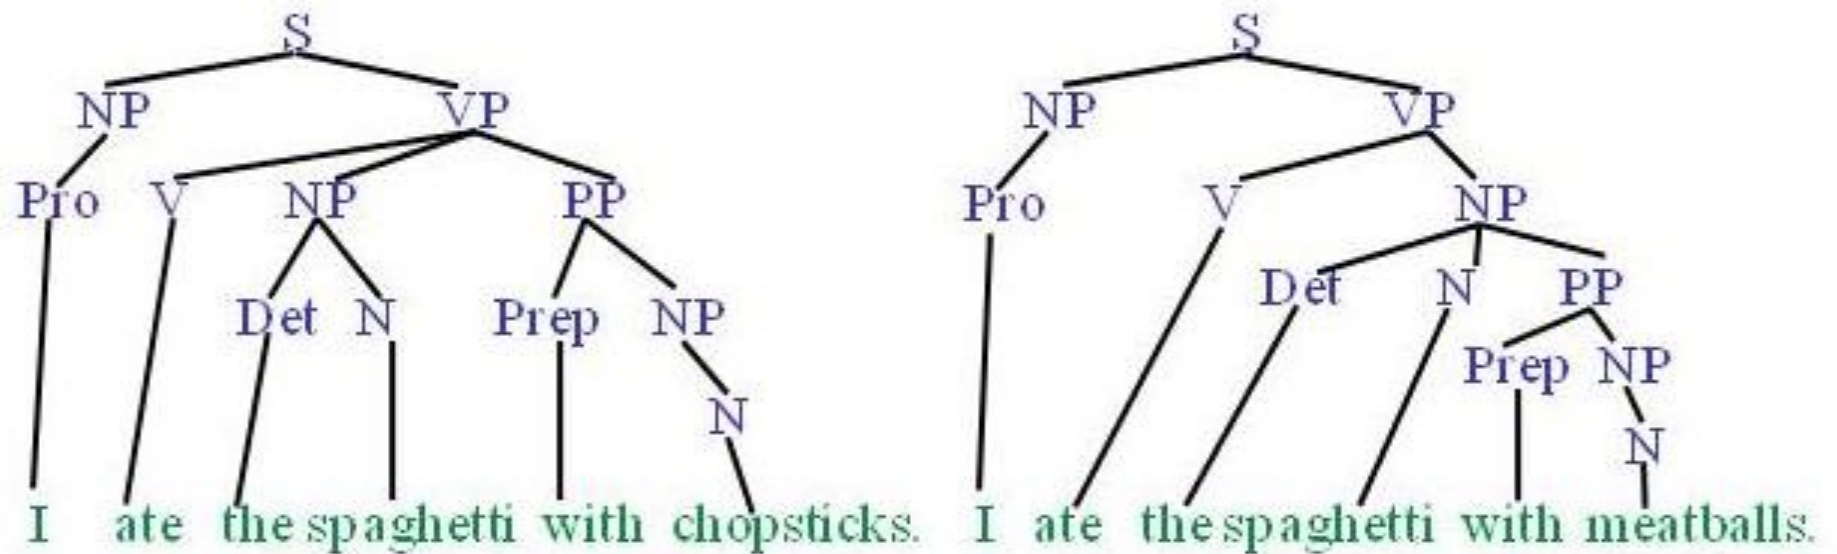 S S
NP VP NP VP
Pro V NP PP Pro V NP
Det N PP
Det N Prep NP
Prep NP
N
N
I ate the spaghetti with chopsticks. I ate the spaghetti with meatballs.